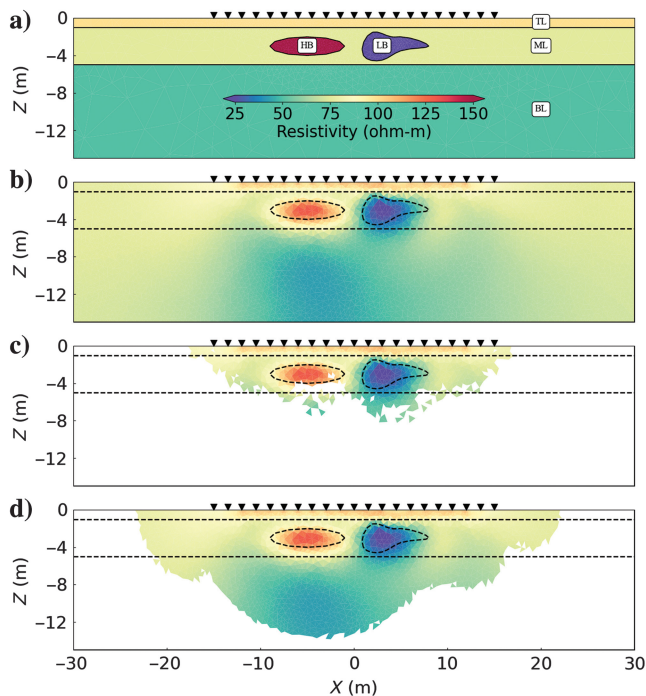 a)
0
−4
−8
−12
Z (m)
TL
HB
LB
ML
BL
25 50 75 100 125 150
Resistivity (ohm-m)
b)
0
−4
−8
−12
Z (m)
c)
0
−4
−8
−12
Z (m)
d)
0
−4
−8
−12
Z (m)
−30 −20 −10 0 10 20 30
X (m)